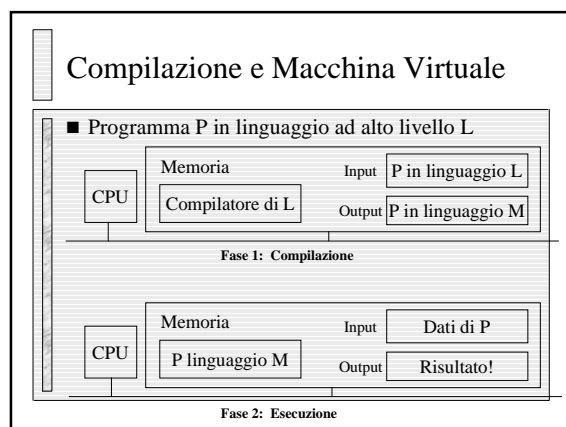 Compilazione e Macchina Virtuale
■ Programma P in linguaggio ad alto livello L
CPU
Memoria
Compilatore di L
Input
P in linguaggio L
Output
P in linguaggio M
Fase 1: Compilazione
CPU
Memoria
P linguaggio M
Input
Dati di P
Output
Risultato!
Fase 2: Esecuzione